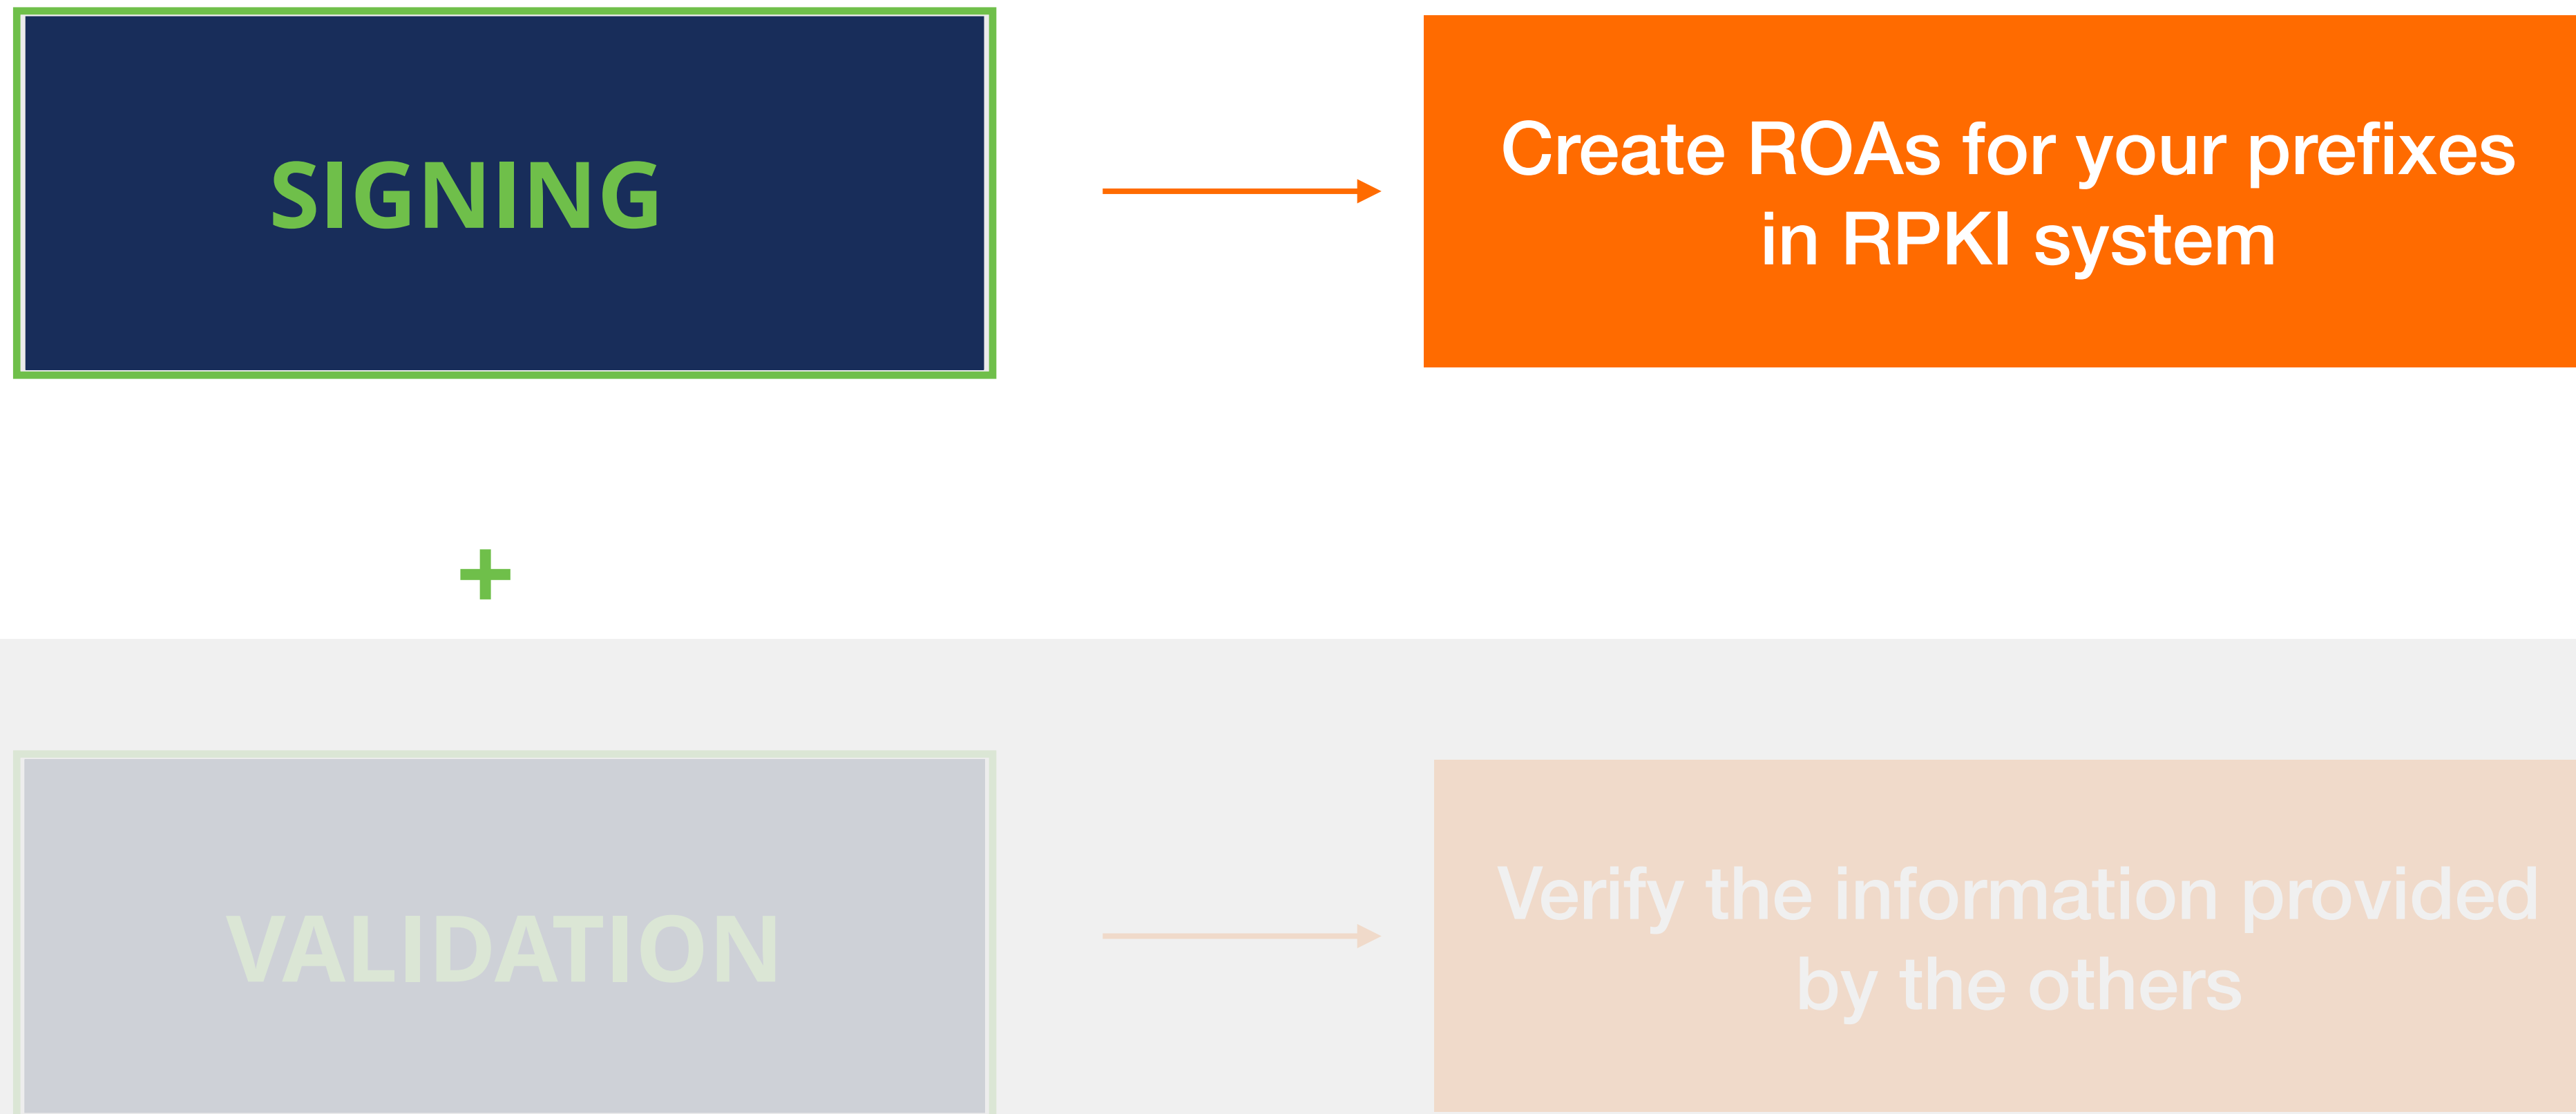 SIGNING
Create ROAs for your prefixes
in RPKI system
+
VALIDATION
Verify the information provided
by the others